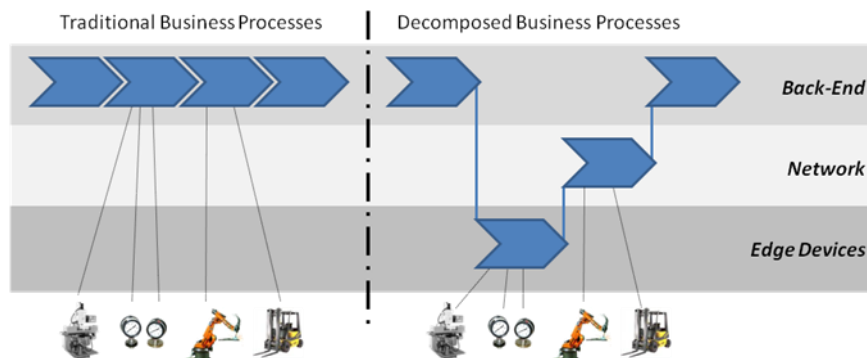 Traditional Business Processes
Decomposed Business Processes
Back-End
Network
Edge Devices